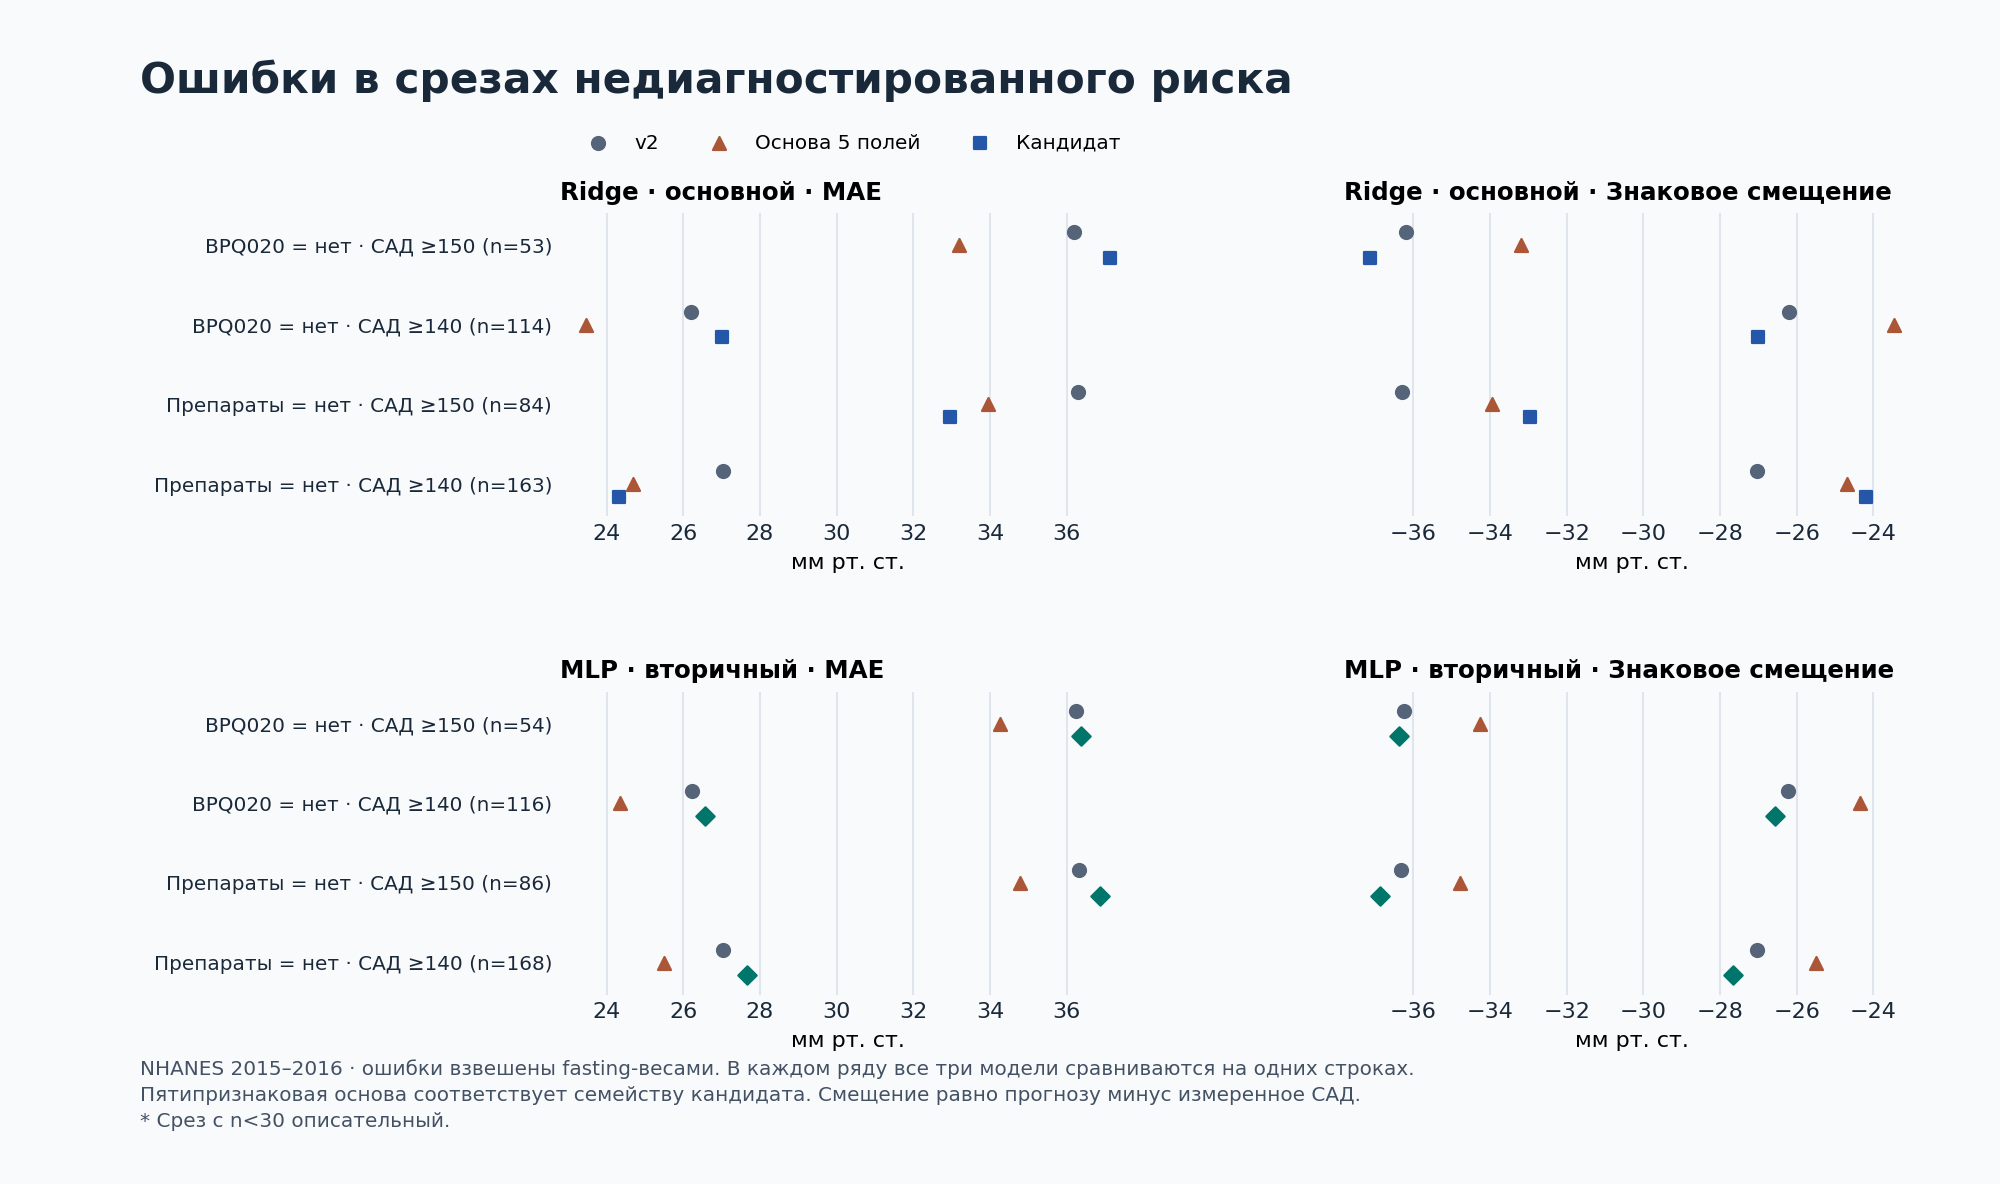 Ошибки в срезах недиагностированного риска
v2 Основа 5 полей Кандидат
Ridge · основной · MAE
BPQ020 = нет · САД ≥150 (n=53)
BPQ020 = нет · САД ≥140 (n=114)
Препараты = нет · САД ≥150 (n=84)
Препараты = нет · САД ≥140 (n=163)
24 26 28 30 32 34 36
мм рт. ст.
Ridge · основной · Знаковое смещение
−36 −34 −32 −30 −28 −26 −24
мм рт. ст.
MLP · вторичный · MAE
BPQ020 = нет · САД ≥150 (n=54)
BPQ020 = нет · САД ≥140 (n=116)
Препараты = нет · САД ≥150 (n=86)
Препараты = нет · САД ≥140 (n=168)
24 26 28 30 32 34 36
мм рт. ст.
MLP · вторичный · Знаковое смещение
−36 −34 −32 −30 −28 −26 −24
мм рт. ст.
NHANES 2015–2016 · ошибки взвешены fasting-весами. В каждом ряду все три модели сравниваются на одних строках.
Пятипризнаковая основа соответствует семейству кандидата. Смещение равно прогнозу минус измеренное САД.
* Срез с n<30 описательный.